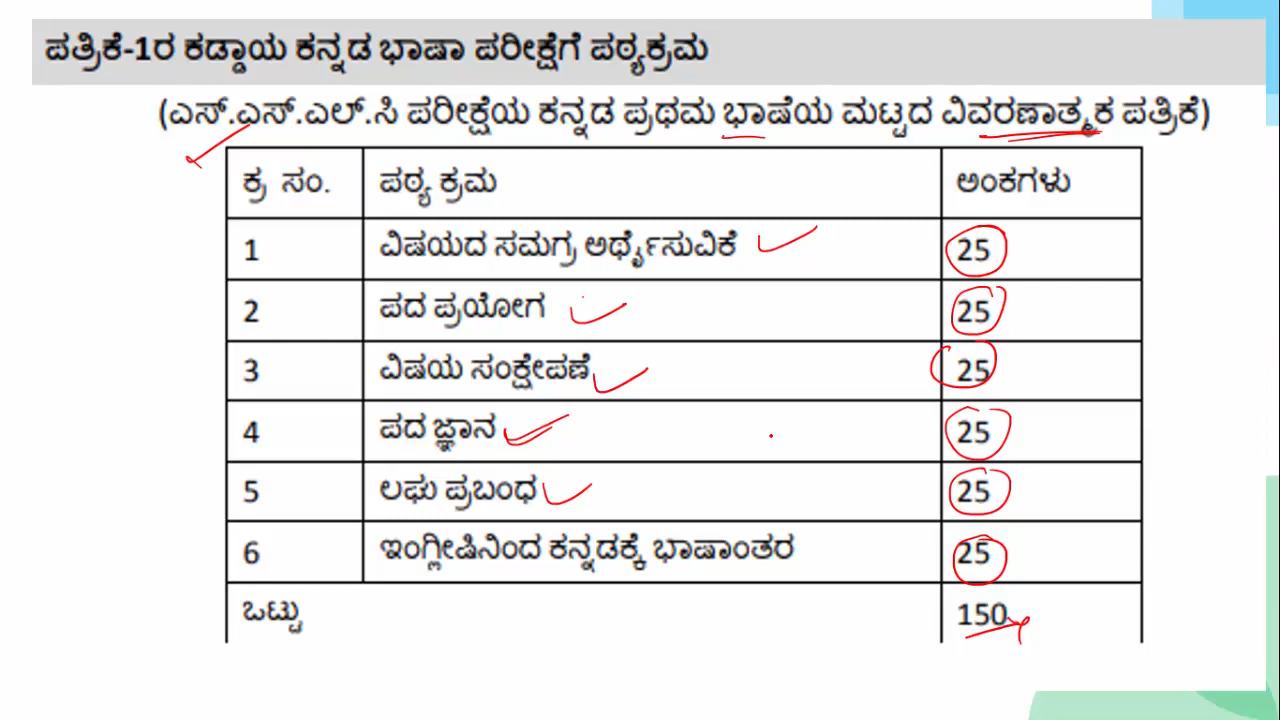 ಪತ್ರಿಕೆ-1ರ ಕಡ್ಡಾಯ ಕನ್ನಡ ಭಾಷಾ ಪರೀಕ್ಷೆಗೆ ಪಠ್ಯಕ್ರಮ
(ಎಸ್.ಎಸ್.ಎಲ್.ಸಿ ಪರೀಕ್ಷೆಯ ಕನ್ನಡ ಪ್ರಥಮ ಭಾಷೆಯ ಮಟ್ಟದ ವಿವರಣಾತ್ಮಕ ಪತ್ರಿಕೆ)
ಕ್ರ ಸಂ. ಪಠ್ಯ ಕ್ರಮ ಅಂಕಗಳು
1 ವಿಷಯದ ಸಮಗ್ರ ಅರ್ಥೈಸುವಿಕೆ 25
2 ಪದ ಪ್ರಯೋಗ 25
3 ವಿಷಯ ಸಂಕ್ಷೇಪಣೆ 25
4 ಪದ ಜ್ಞಾನ 25
5 ಲಘು ಪ್ರಬಂಧ 25
6 ಇಂಗ್ಲೀಷಿನಿಂದ ಕನ್ನಡಕ್ಕೆ ಭಾಷಾಂತರ 25
ಒಟ್ಟು 150